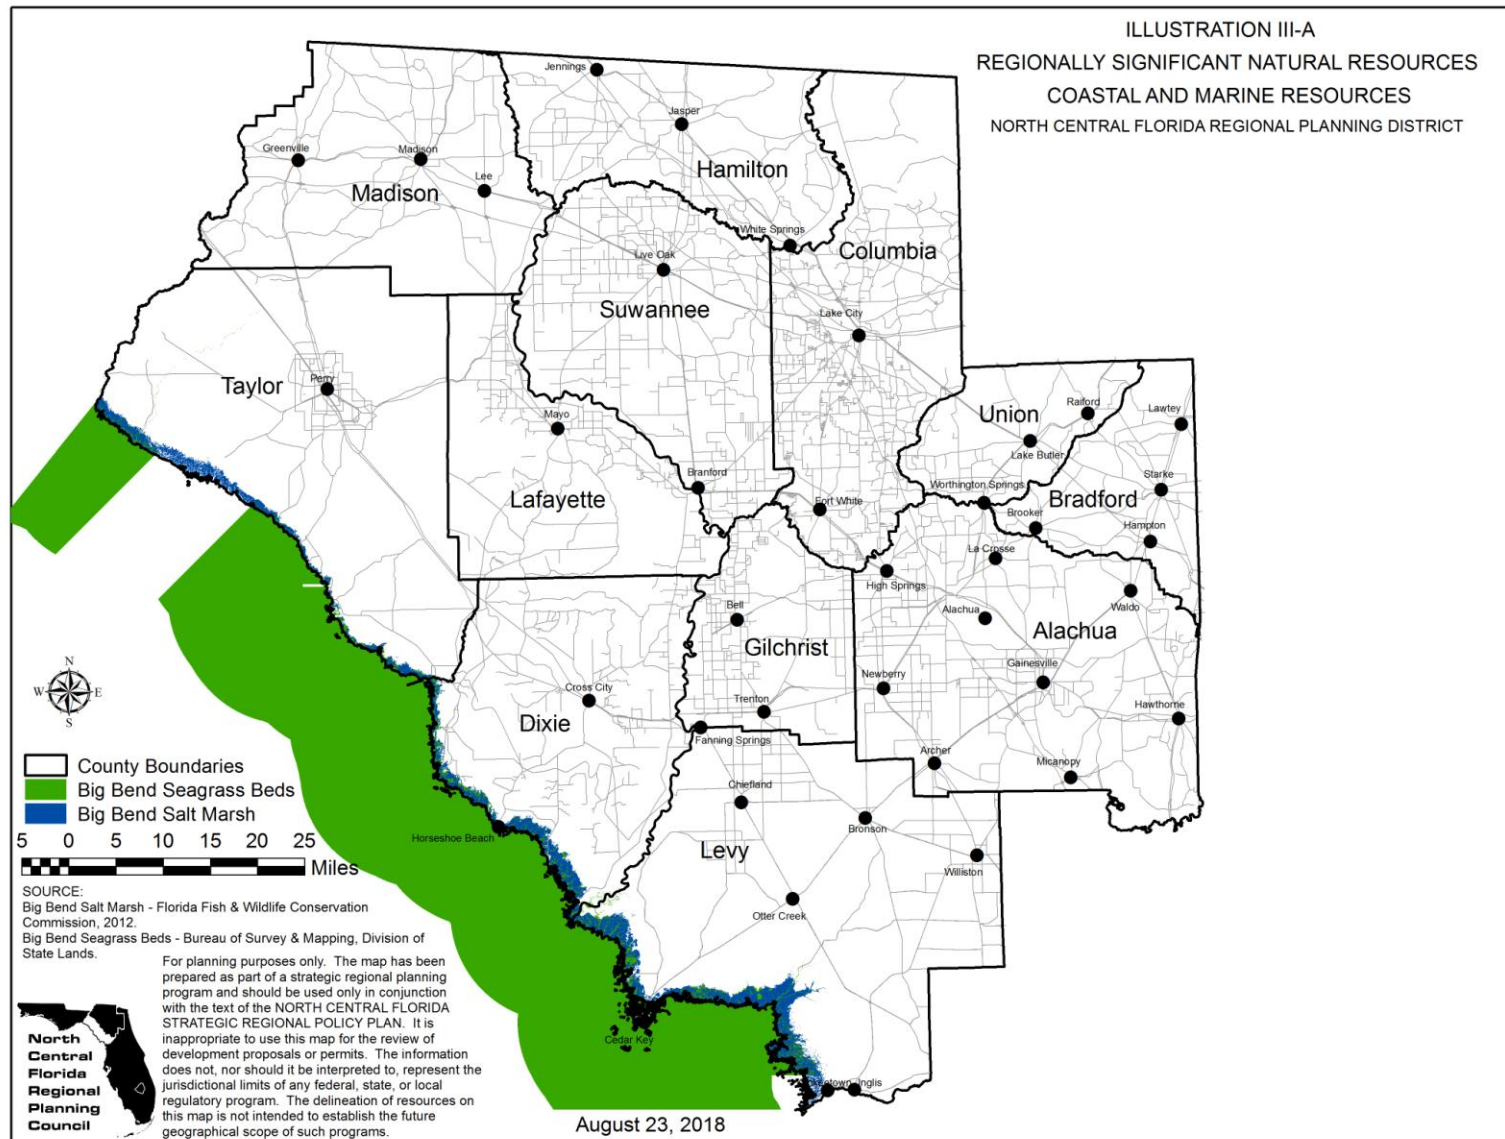 ILLUSTRATION III-A
REGIONALLY SIGNIFICANT NATURAL RESOURCES
COASTAL AND MARINE RESOURCES
NORTH CENTRAL FLORIDA REGIONAL PLANNING DISTRICT
Jennings
Jasper
Hamilton
Greenville
Madison
Lee
Madison
White Springs
Columbia
Live Oak
Suwannee
Lake City
Taylor
Perry
Mayo
Union
Raiford
Lawtey
Lake Butler
Branford
Lafayette
Fort White
Worthington Springs
Starke
Bradford
Brooker
Hampton
La Crosse
High Springs
Bell
Alachua
Waldo
Alachua
Gilchrist
Gainesville
Newberry
Cross City
Trenton
Hawthorne
Dixie
Fanning Springs
Archer
Micanopy
Chiefland
Bronson
Horseshoe Beach
Levy
Williston
Otter Creek
Cedar Key
Inglis
N
W E
S
County Boundaries
Big Bend Seagrass Beds
Big Bend Salt Marsh
5 0 5 10 15 20 25
Miles
SOURCE:
Big Bend Salt Marsh - Florida Fish & Wildlife Conservation
Commission, 2012.
Big Bend Seagrass Beds - Bureau of Survey & Mapping, Division of
State Lands.
For planning purposes only. The map has been
prepared as part of a strategic regional planning
program and should be used only in conjunction
with the text of the NORTH CENTRAL FLORIDA
STRATEGIC REGIONAL POLICY PLAN. It is
inappropriate to use this map for the review of
development proposals or permits. The information
does not, nor should it be interpreted to, represent the
jurisdictional limits of any federal, state, or local
regulatory program. The delineation of resources on
this map is not intended to establish the future
geographical scope of such programs.
North
Central
Florida
Regional
Planning
Council
August 23, 2018